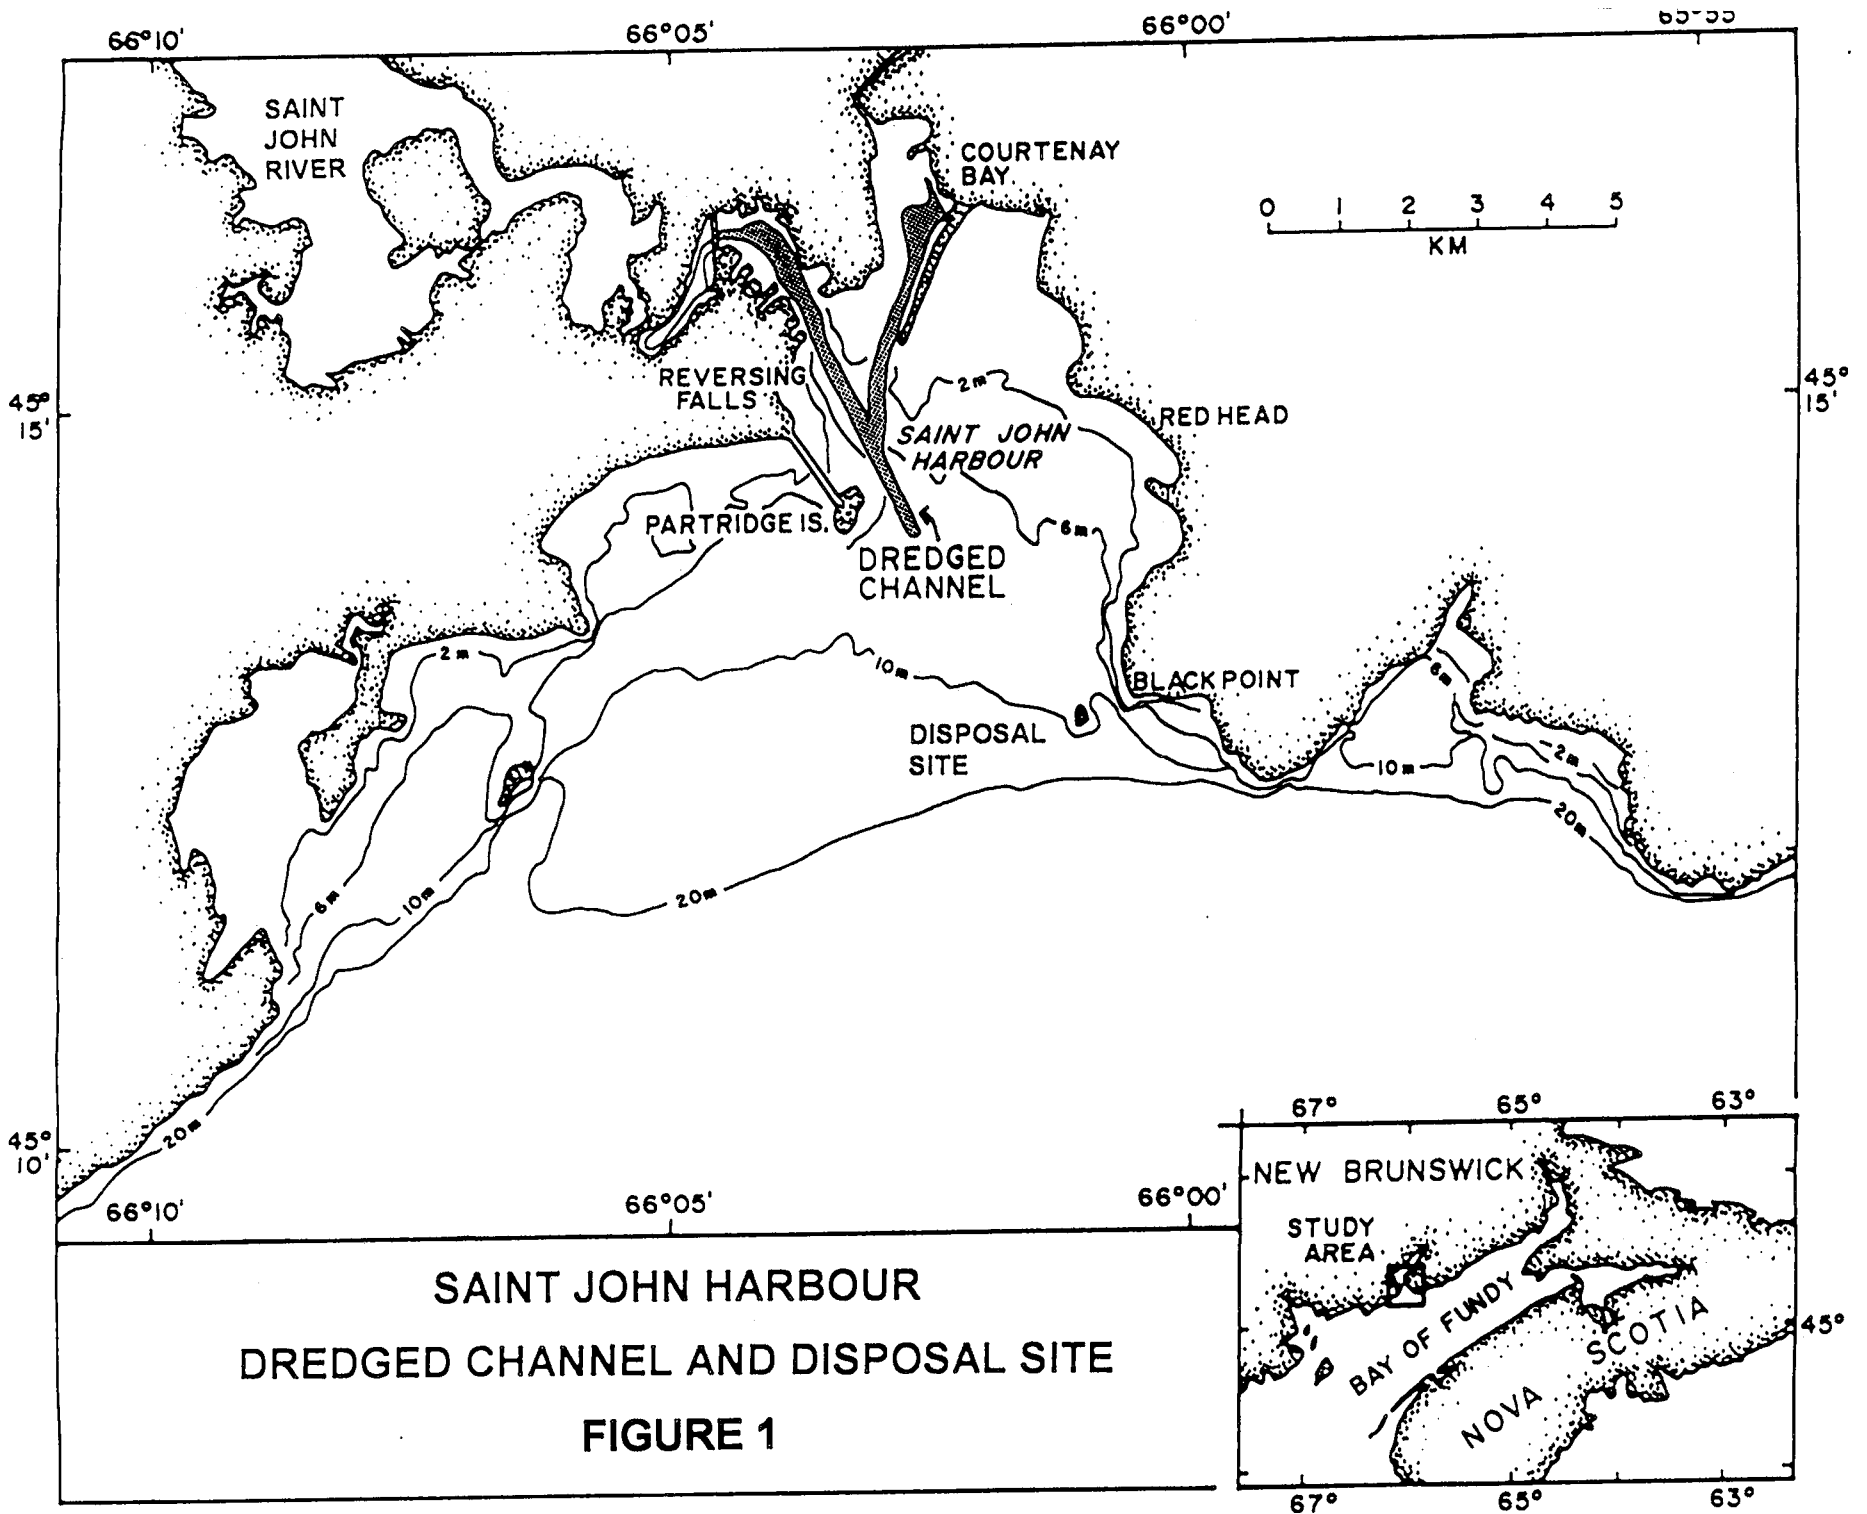 66°10'
66°05'
66°00'
65°55
SAINT
JOHN
RIVER
COURTENAY
BAY
0 1 2 3 4 5
KM
45°
15'
45°
15'
REVERSING
FALLS
2m
RED HEAD
SAINT JOHN
HARBOUR
PARTRIDGE IS.
6m
DREDGED
CHANNEL
2m
10m
BLACK POINT
6m
DISPOSAL
SITE
2m
10m
20m
6m
10m
20m
20m
45°
10'
66°10'
66°05'
66°00'
67°
65°
63°
NEW BRUNSWICK
STUDY
AREA
BAY OF FUNDY
NOVA SCOTIA
45°
67°
65°
63°
SAINT JOHN HARBOUR
DREDGED CHANNEL AND DISPOSAL SITE
FIGURE 1